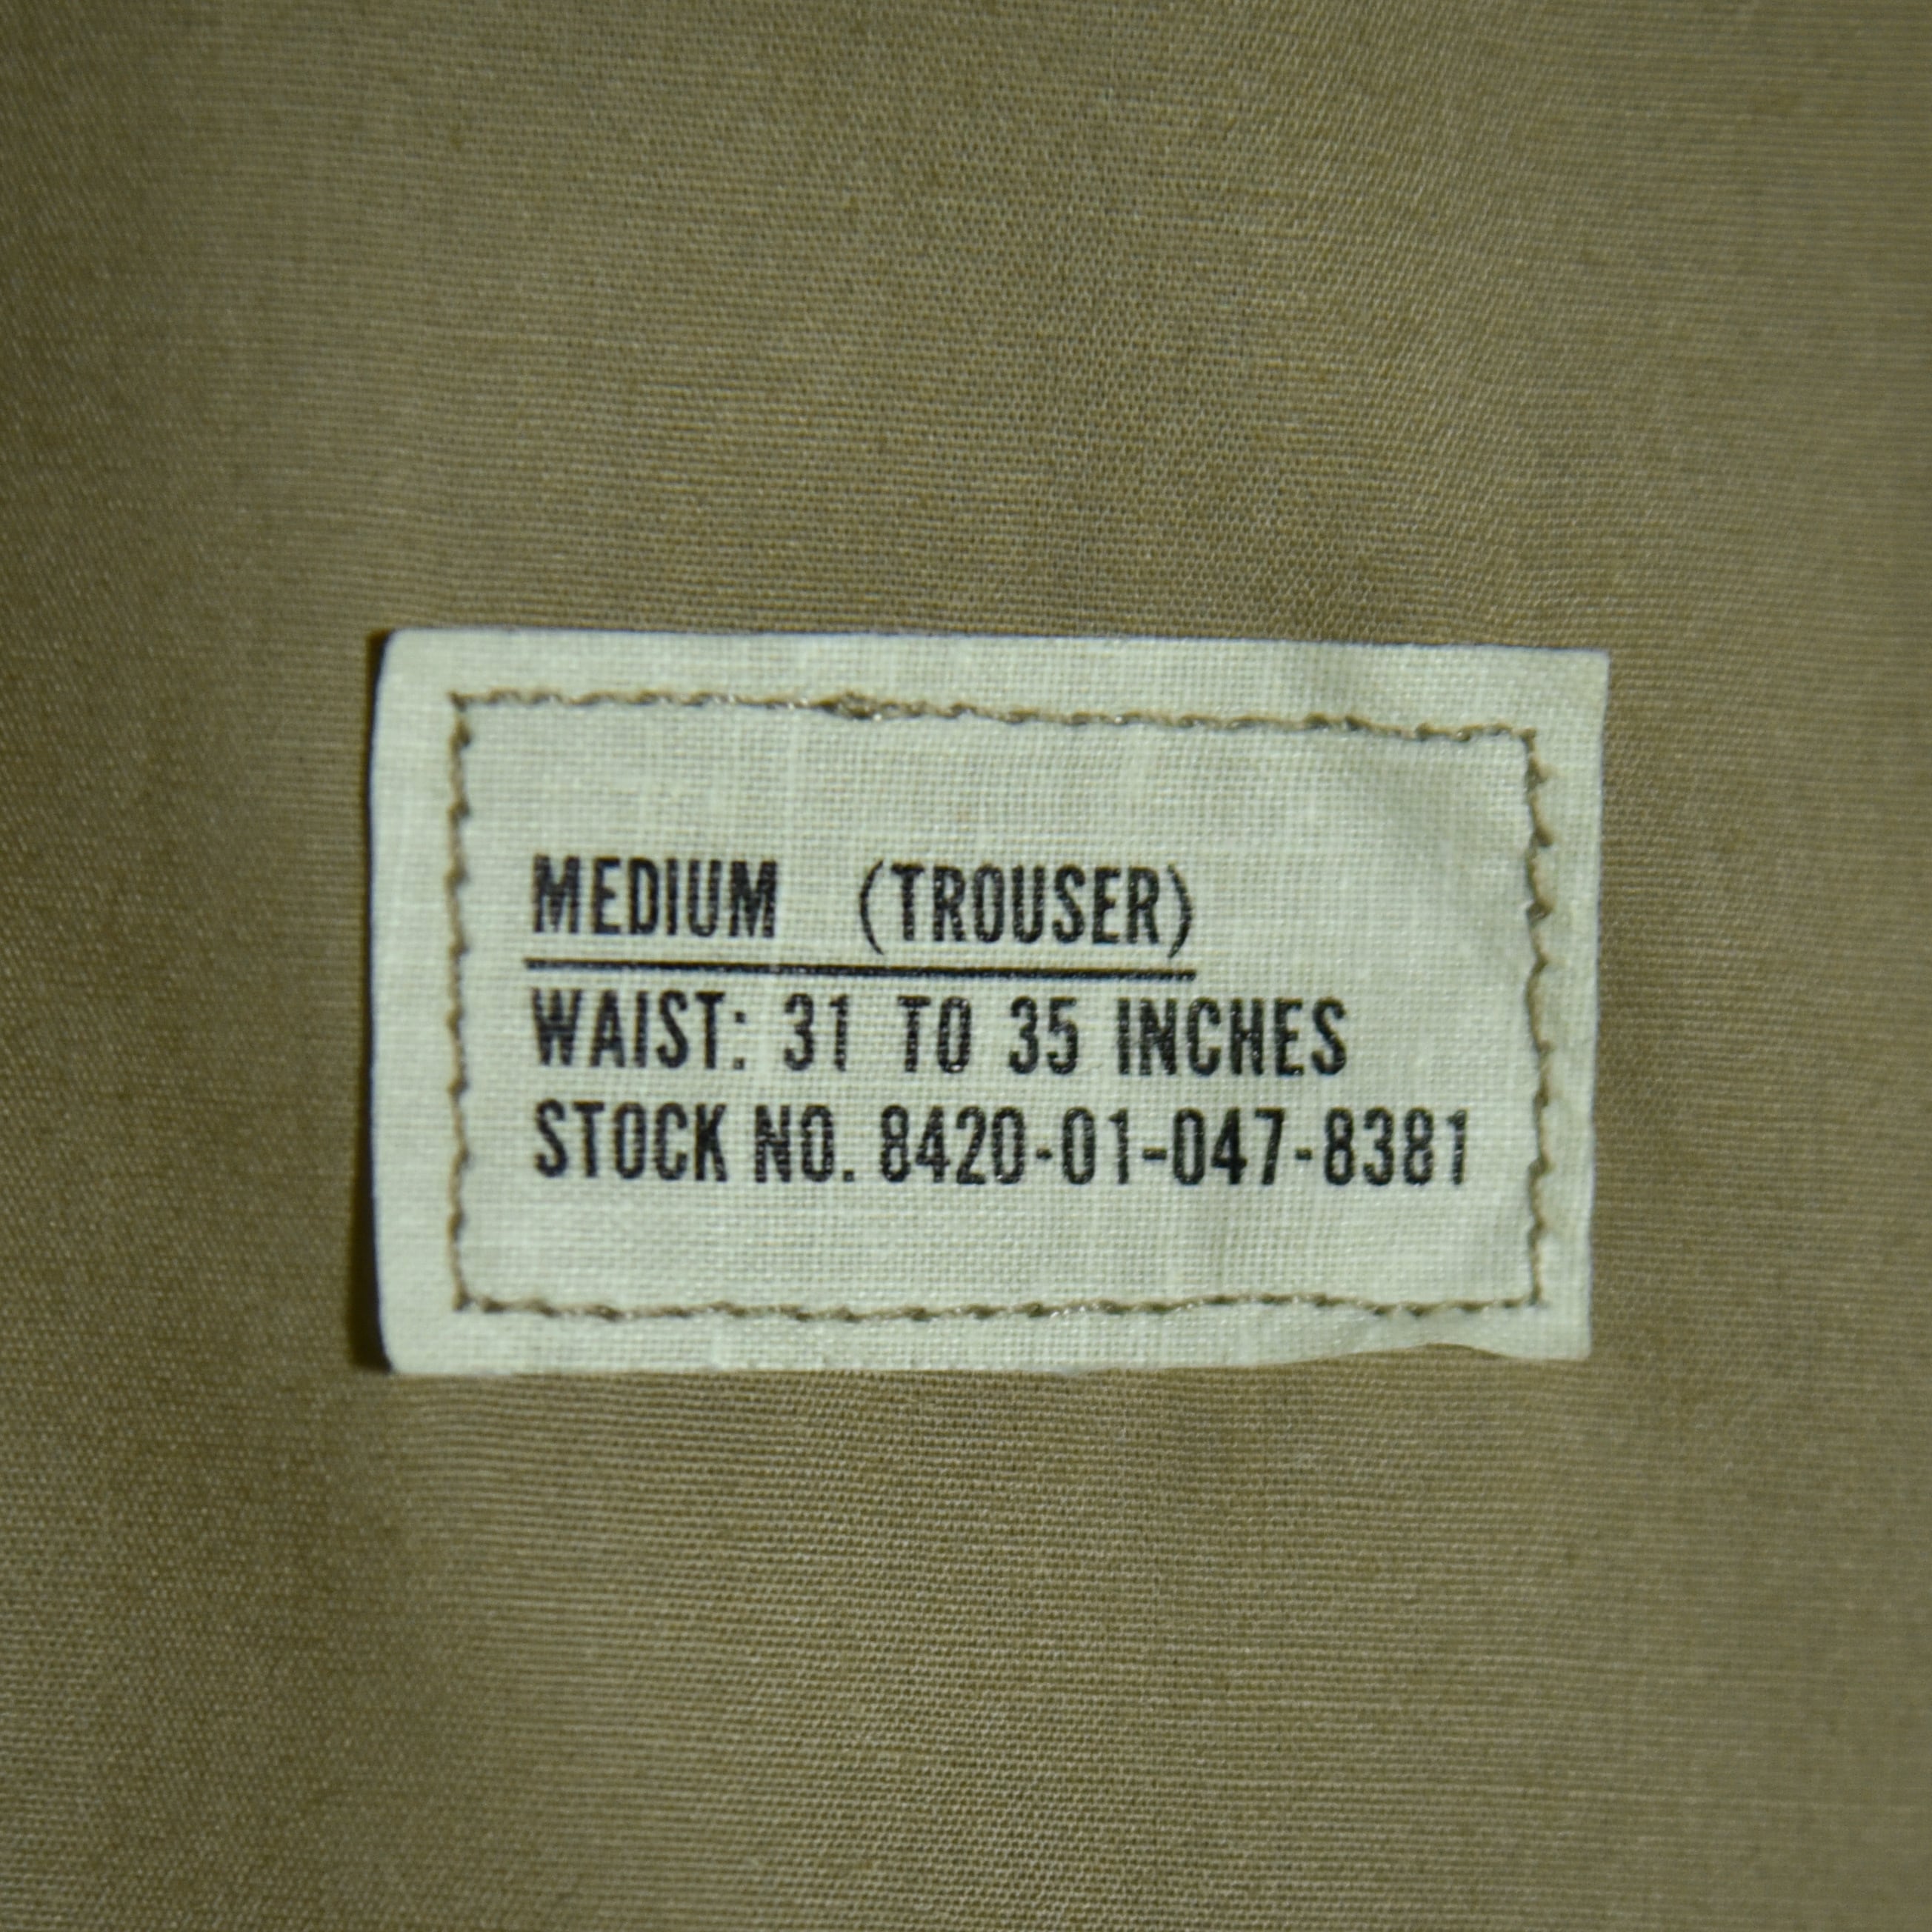 MEDIUM (TROUSER)
WAIST: 31 TO 35 INCHES
STOCK NO. 8420-01-047-8381